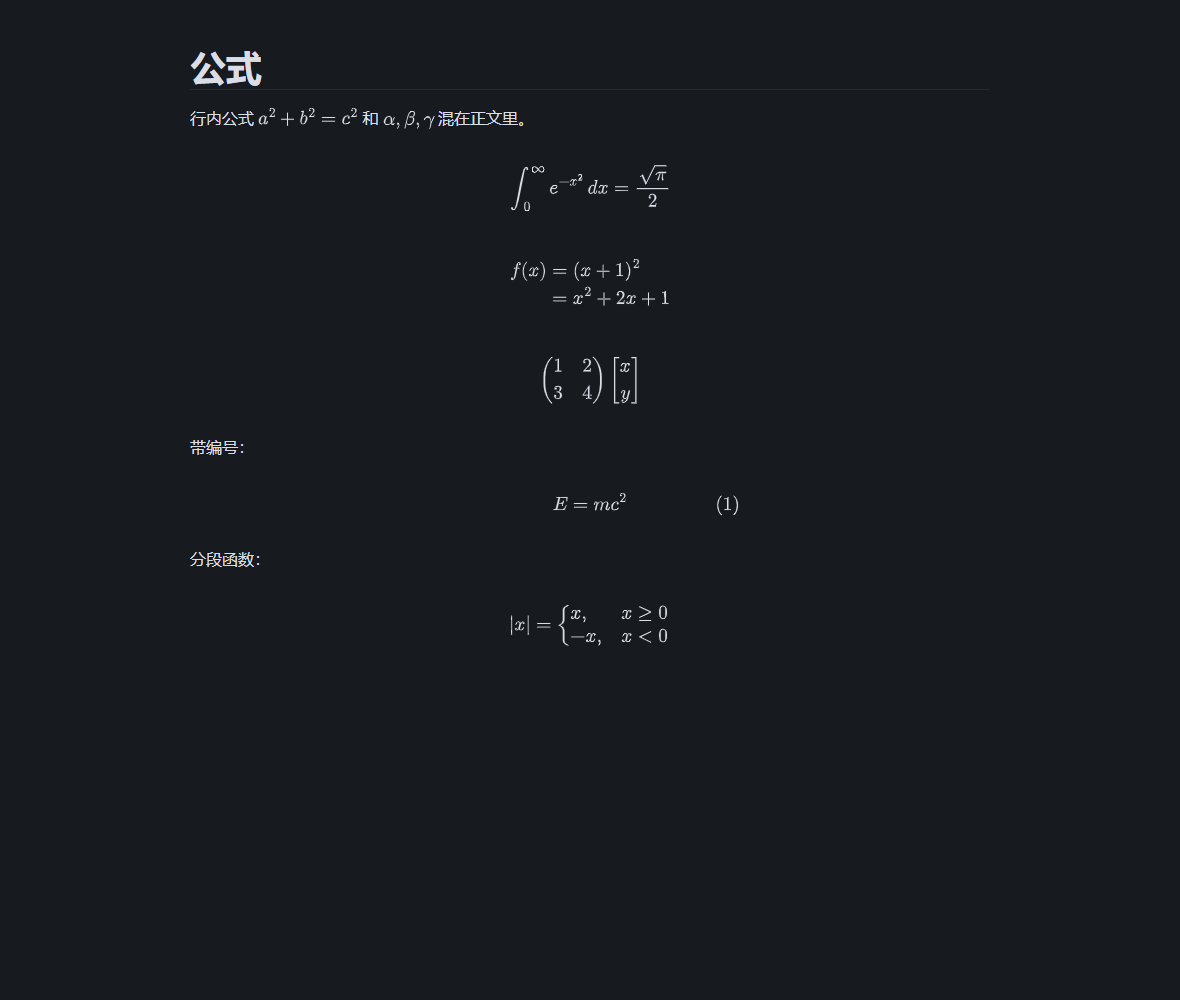 公式
行内公式 a² + b² = c² 和 α, β, γ 混在正文里。
∫₀^∞ e^{-x²} dx = √π / 2
f(x) = (x + 1)²
= x² + 2x + 1
(1 2) [x]
(3 4) [y]
带编号：
E = mc² (1)
分段函数：
|x| = { x, x ≥ 0
−x, x < 0